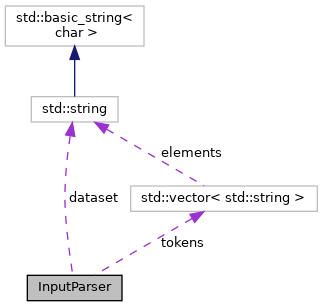 std::basic_string<
char >
std::string
elements
dataset
std::vector< std::string >
tokens
InputParser